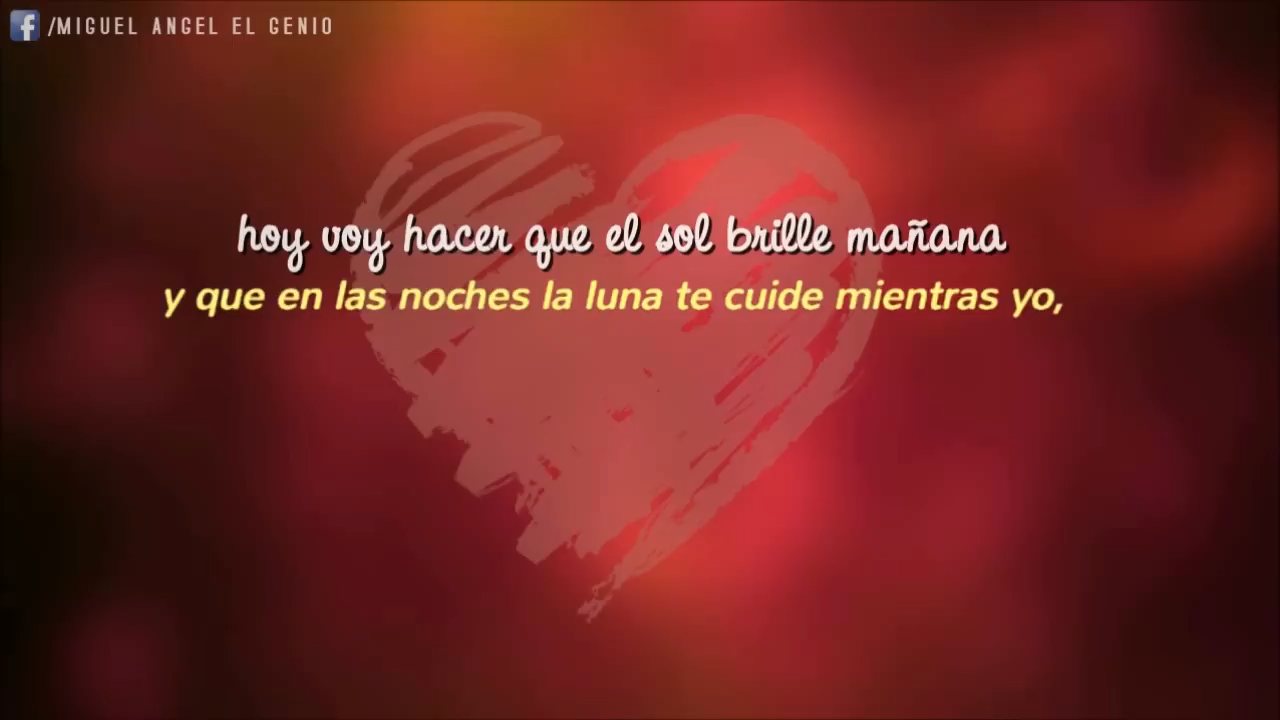 /MIGUEL ANGEL EL GENIO
hoy voy hacer que el sol brille mañana
y que en las noches la luna te cuide mientras yo,